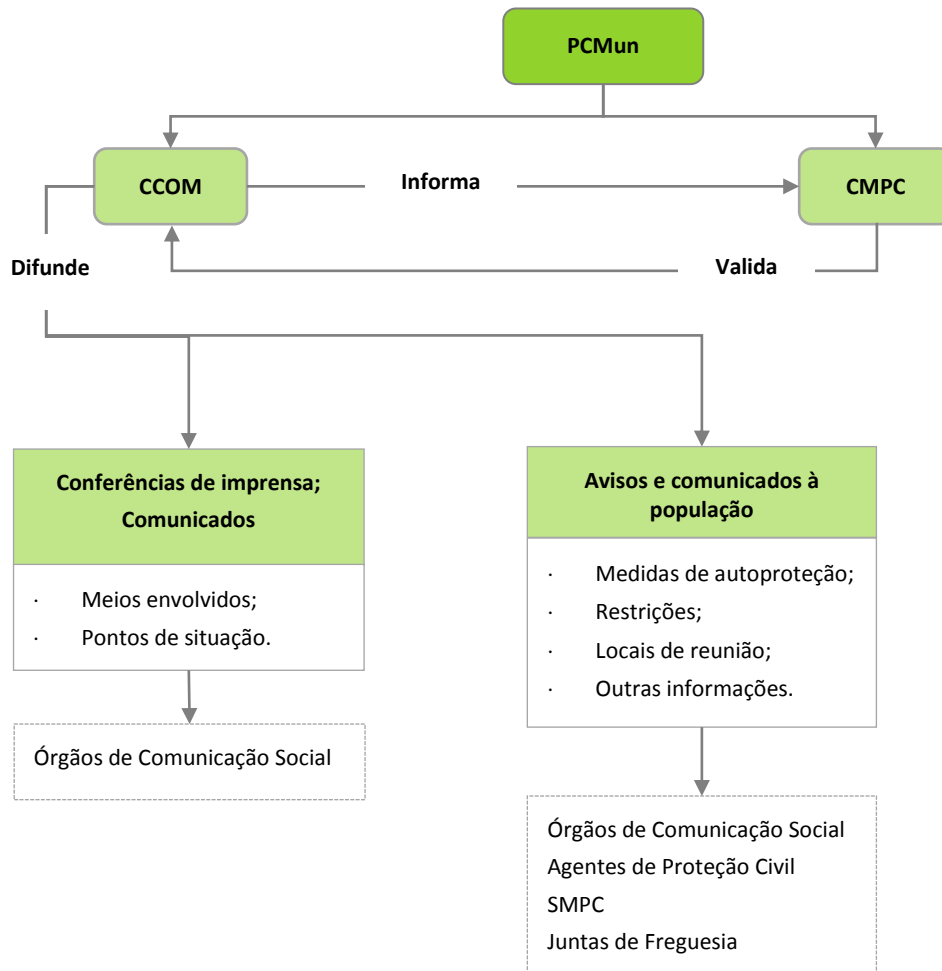 PCMun
CCOM
Informa
CMPC
Difunde
Valida
Conferências de imprensa;
Comunicados
· Meios envolvidos;
· Pontos de situação.
Órgãos de Comunicação Social
Avisos e comunicados à
população
· Medidas de autoproteção;
· Restrições;
· Locais de reunião;
· Outras informações.
Órgãos de Comunicação Social
Agentes de Proteção Civil
SMPC
Juntas de Freguesia